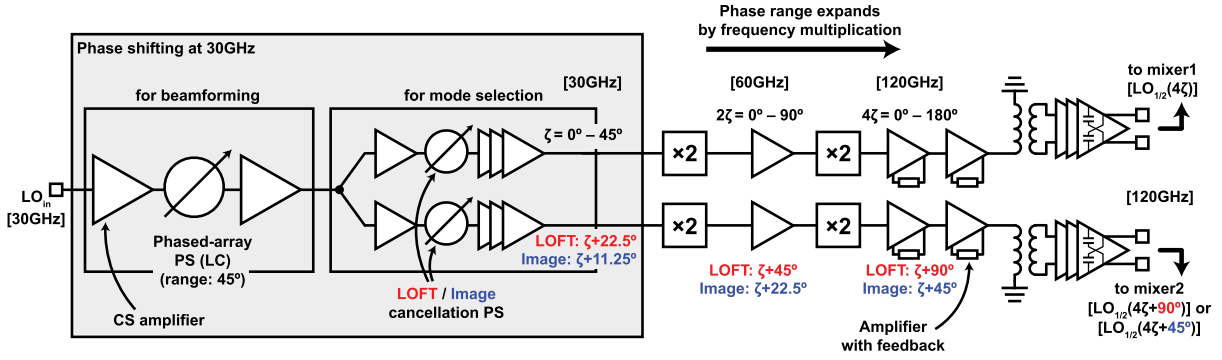 Phase shifting at 30GHz
for beamforming
for mode selection
[30GHz]
ζ = 0º – 45º
LOin
[30GHz]
Phased-array
PS (LC)
(range: 45º)
CS amplifier
LOFT / Image
cancellation PS
LOFT: ζ+22.5º
Image: ζ+11.25º
Phase range expands
by frequency multiplication
[60GHz]
2ζ = 0º – 90º
[120GHz]
4ζ = 0º – 180º
×2
×2
×2
×2
LOFT: ζ+45º
Image: ζ+22.5º
LOFT: ζ+90º
Image: ζ+45º
Amplifier
with feedback
to mixer1
[LO1/2(4ζ)]
[120GHz]
to mixer2
[LO1/2(4ζ+90º)] or
[LO1/2(4ζ+45º)]